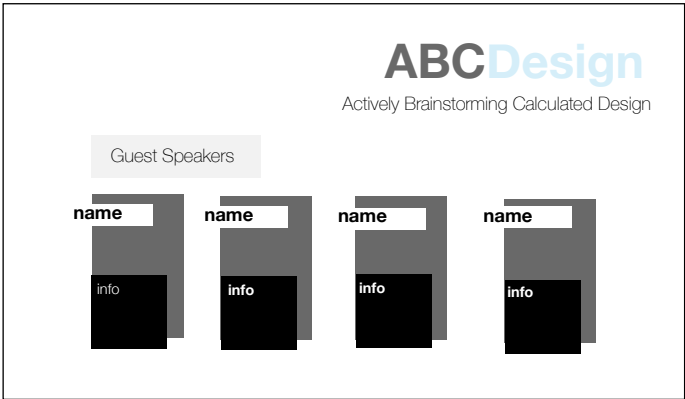 ABCDesign
Actively Brainstorming Calculated Design
Guest Speakers
name
name
name
name
info
info
info
info